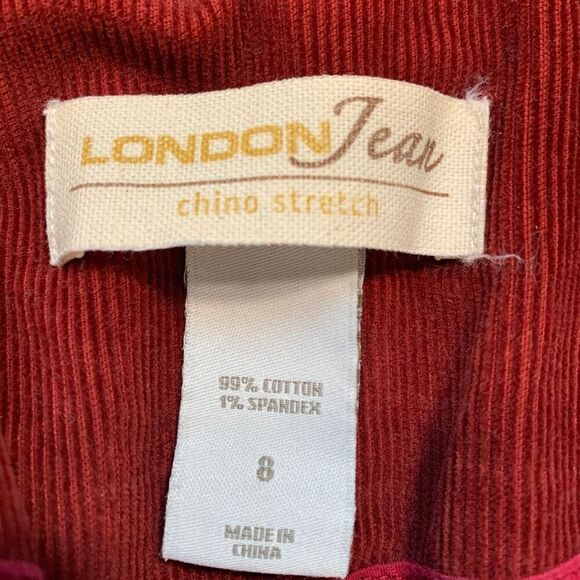 LONDON Jean
chino stretch
99% COTTON
1% SPANDEX
8
MADE IN
CHINA